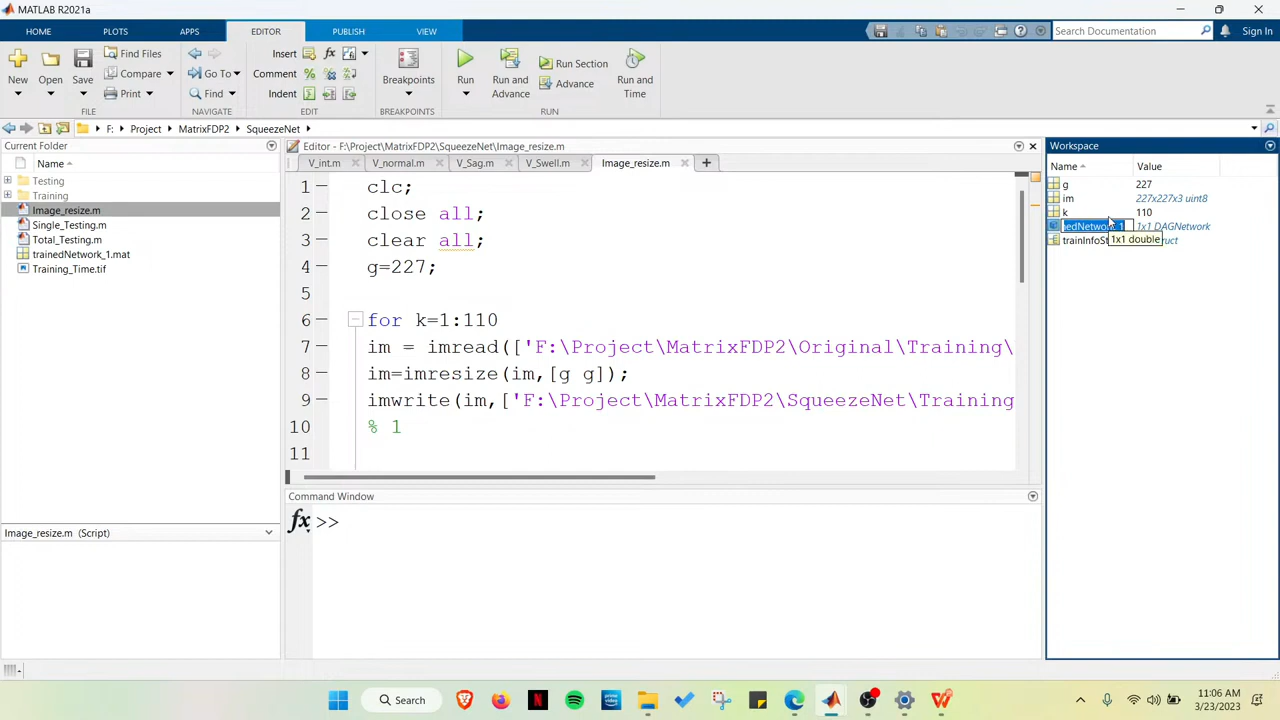 MATLAB R2021a
HOME PLOTS APPS EDITOR PUBLISH VIEW
Search Documentation Sign In
New Open Save
Find Files
Compare
Print
FILE
Go To
Find
NAVIGATE
Insert
Comment
Indent
EDIT
Breakpoints
BREAKPOINTS
Run
Run and Advance
Run Section
Advance
Run and Time
RUN
F: Project MatrixFDP2 SqueezeNet
Current Folder
Name
Testing
Training
Image_resize.m
Single_Testing.m
Total_Testing.m
trainedNetwork_1.mat
Training_Time.tif
Image_resize.m (Script)
Editor - F:\Project\MatrixFDP2\SqueezeNet\Image_resize.m
V_int.m V_normal.m V_Sag.m V_Swell.m Image_resize.m
1 clc;
2 close all;
3 clear all;
4 g=227;
5
6 for k=1:110
7 im = imread(['F:\Project\MatrixFDP2\Original\Training\
8 im=imresize(im,[g g]);
9 imwrite(im,['F:\Project\MatrixFDP2\SqueezeNet\Training
10 % 1
11
Command Window
fx >>
Workspace
Name Value
g 227
im 227x227x3 uint8
k 110
nedNetwork_1 1x1 DAGNetwork
trainInfoSt
1x1 double
Search
11:06 AM
3/23/2023